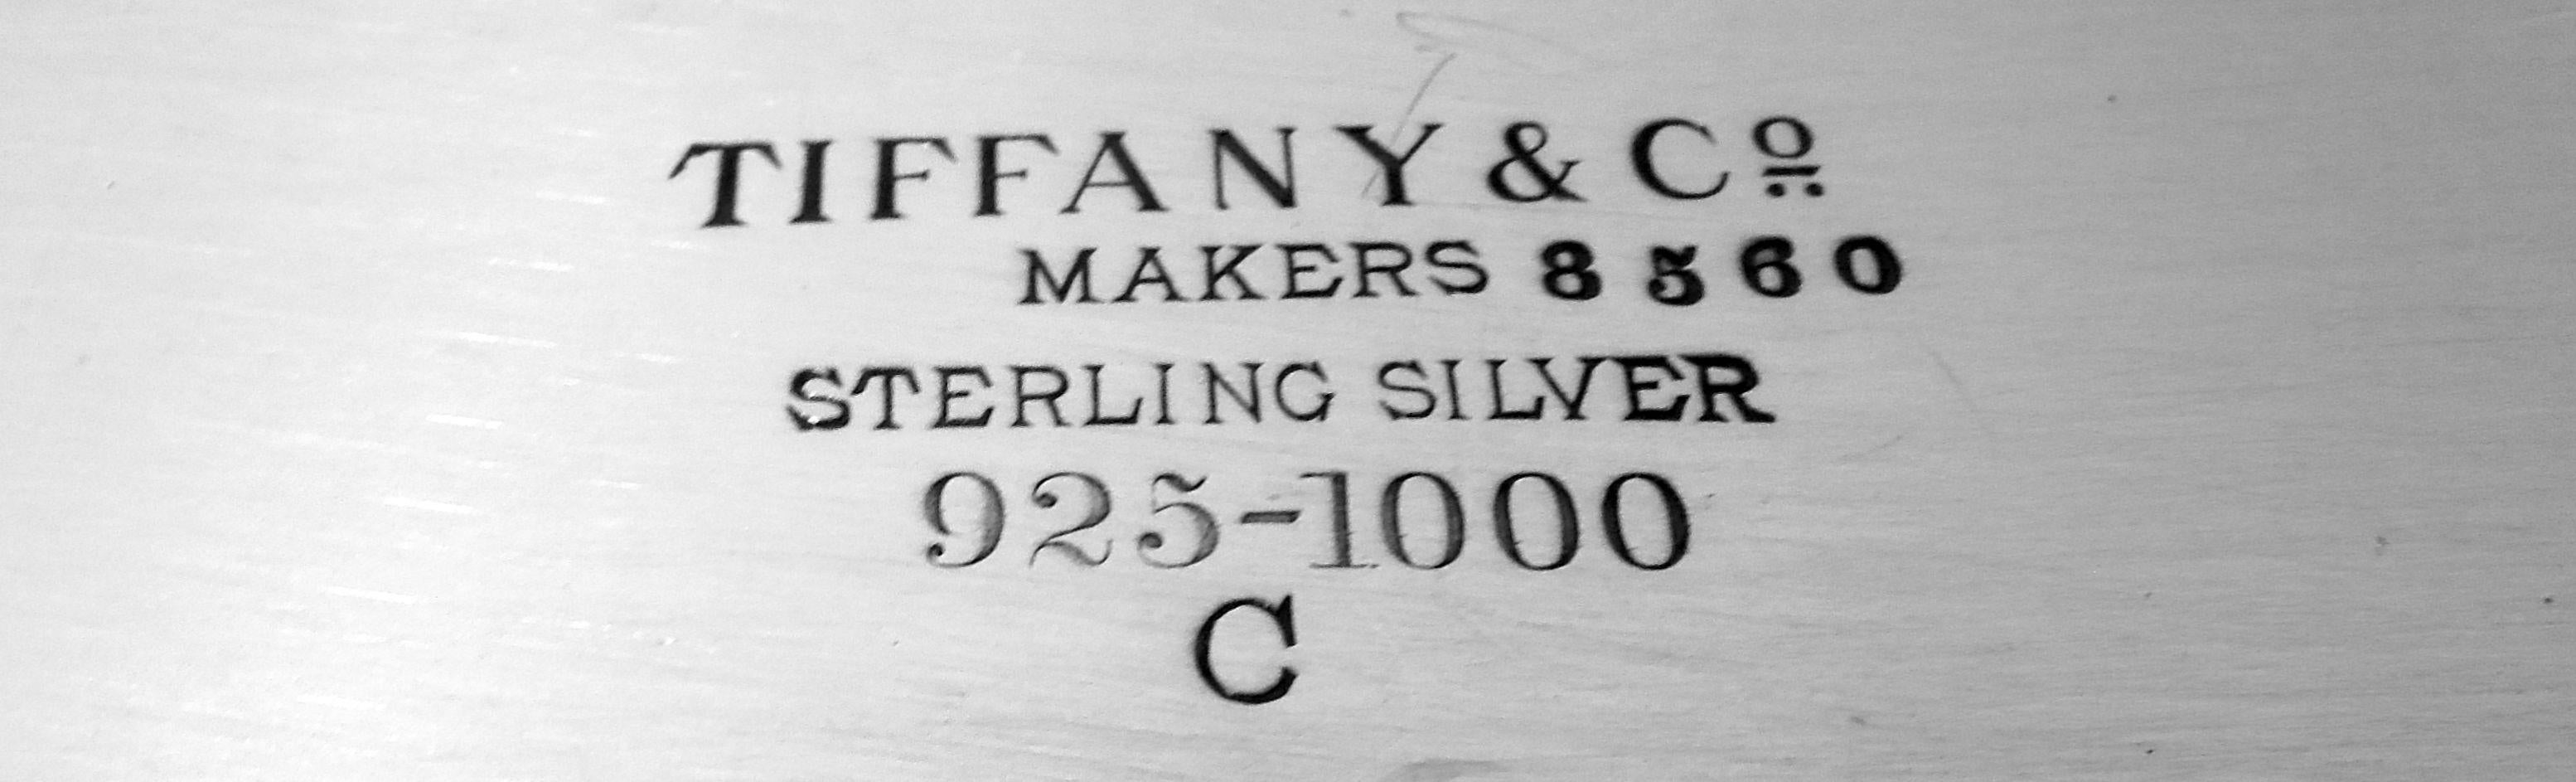 TIFFANY & Cº
MAKERS 8560
STERLING SILVER
925-1000
C